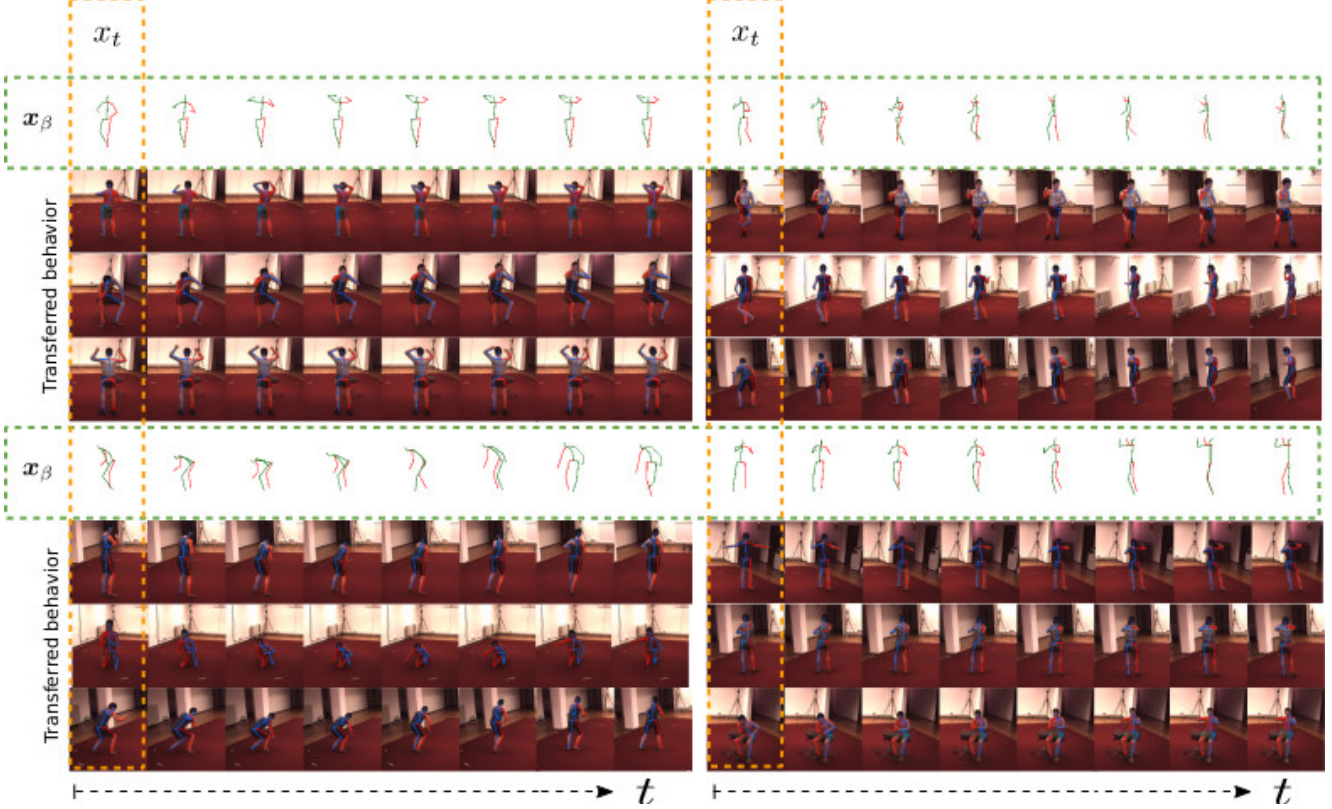 x_t
x_t
x_β
Transferred behavior
x_β
Transferred behavior
t
t